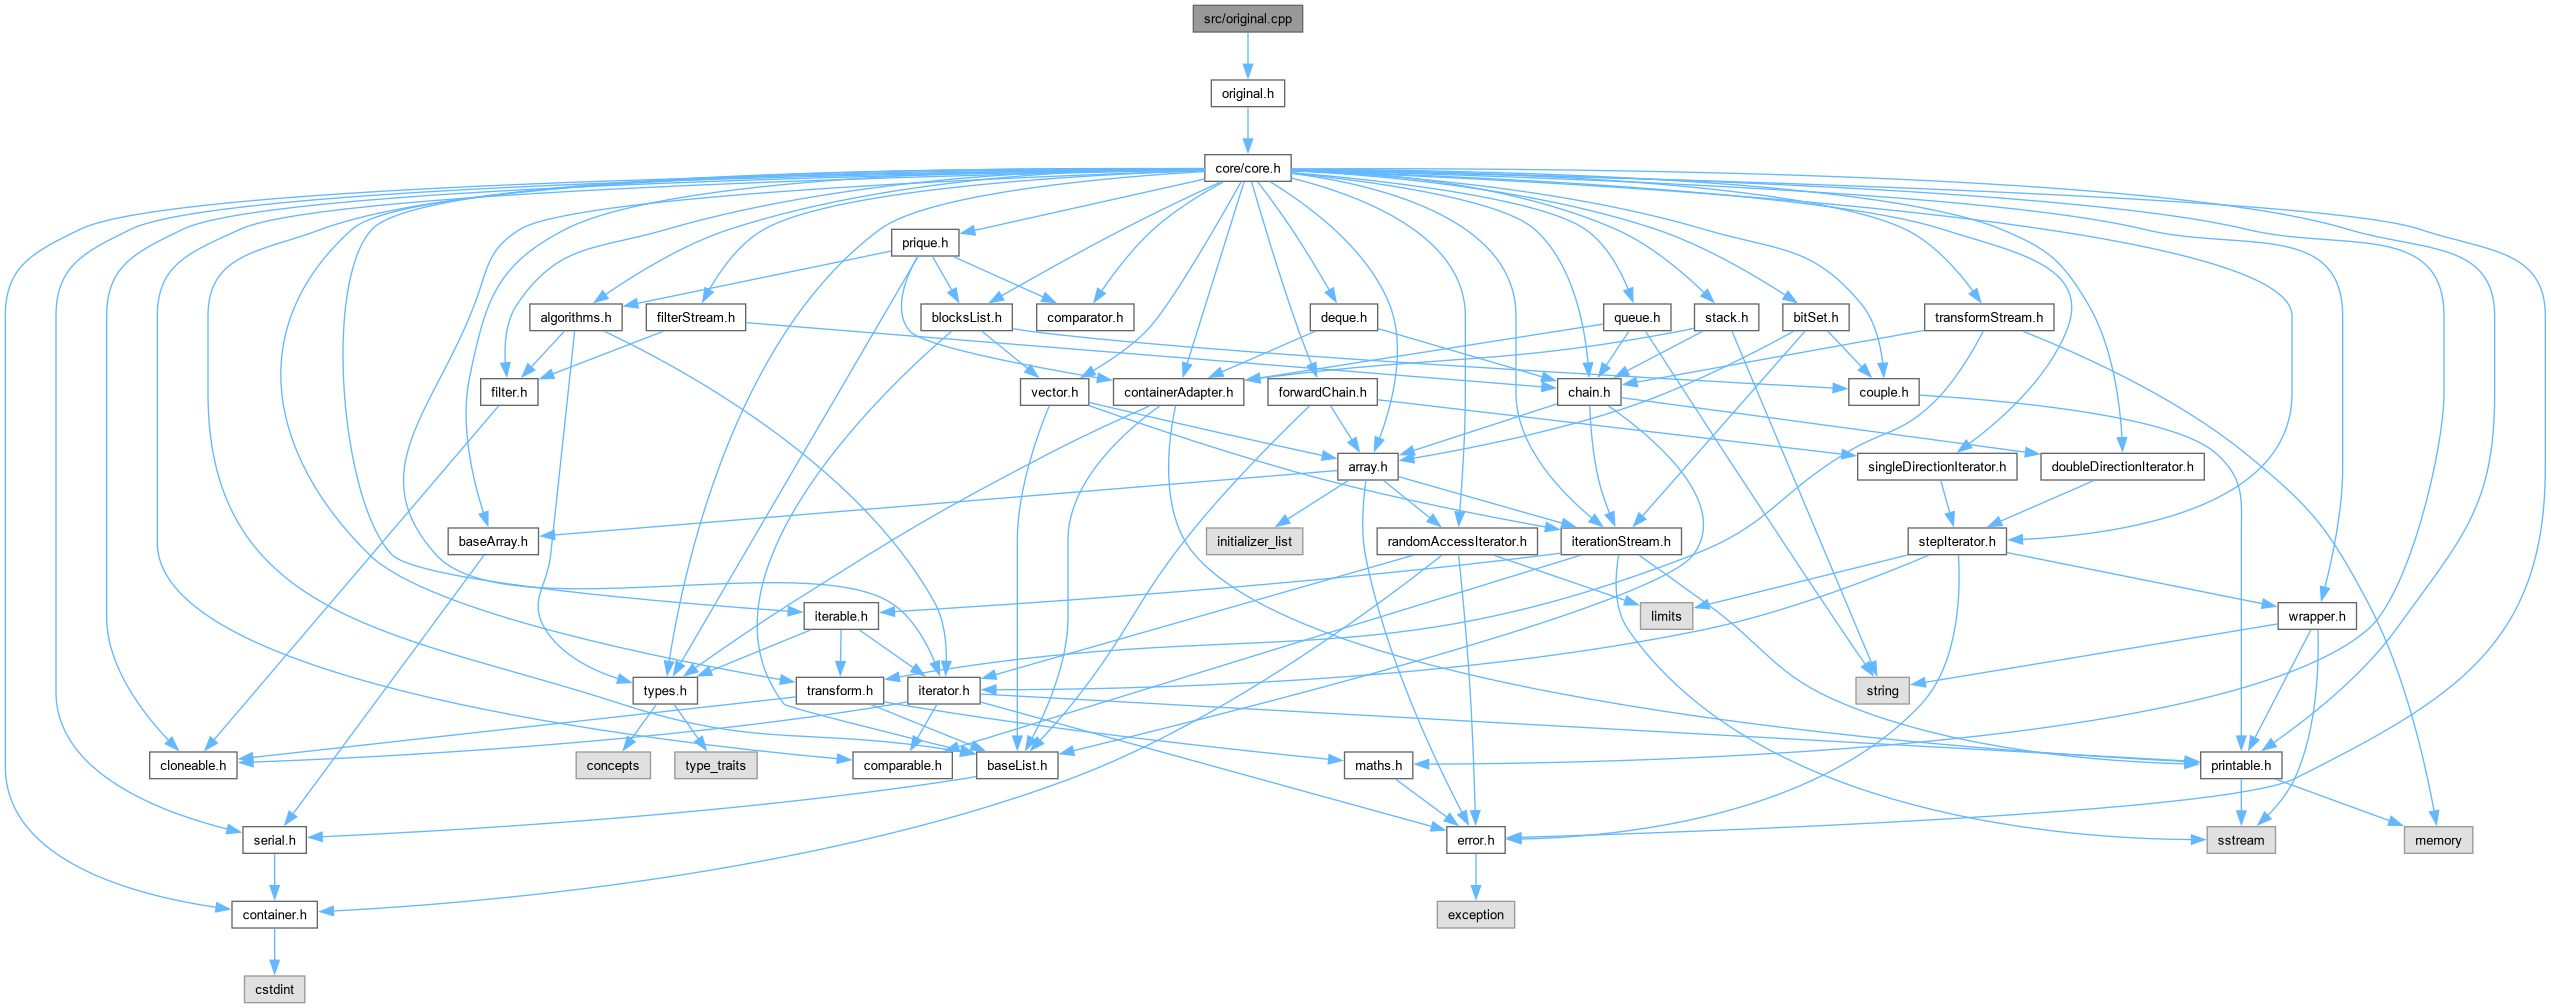 src/original.cpp
original.h
core/core.h
prique.h
algorithms.h
filterStream.h
blocksList.h
comparator.h
deque.h
queue.h
stack.h
bitSet.h
transformStream.h
filter.h
vector.h
containerAdapter.h
forwardChain.h
chain.h
couple.h
array.h
singleDirectionIterator.h
doubleDirectionIterator.h
baseArray.h
initializer_list
randomAccessIterator.h
iterationStream.h
stepIterator.h
iterable.h
limits
wrapper.h
types.h
transform.h
iterator.h
string
cloneable.h
concepts
type_traits
comparable.h
baseList.h
maths.h
printable.h
serial.h
error.h
sstream
memory
container.h
exception
cstdint